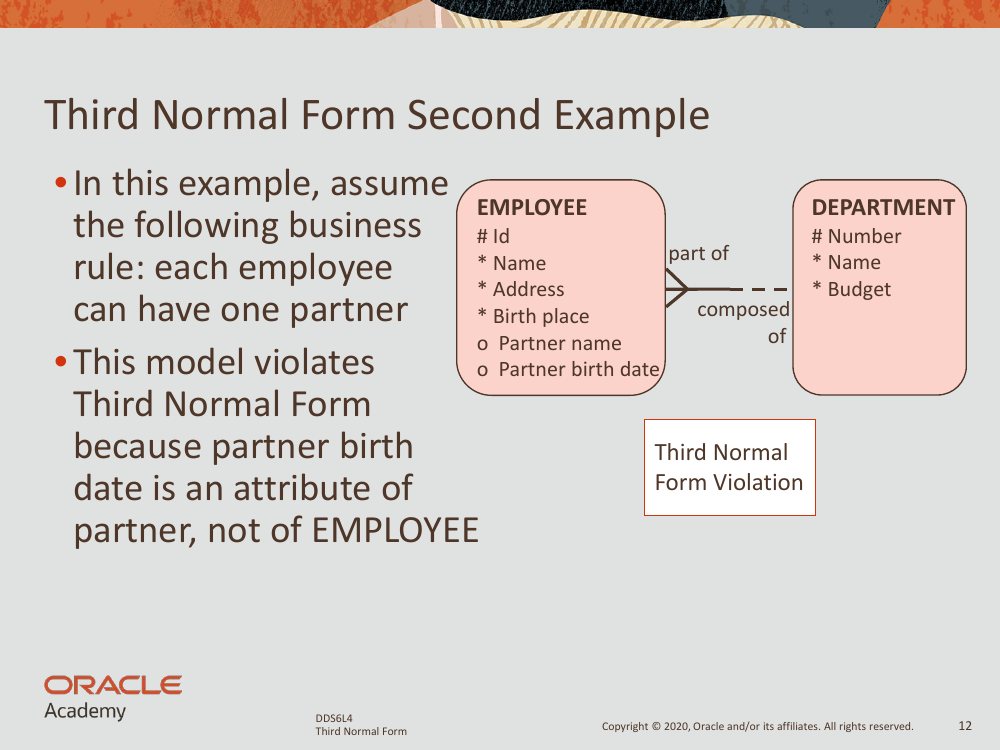 Third Normal Form Second Example
•In this example, assume
the following business
rule: each employee
can have one partner
•This model violates
Third Normal Form
because partner birth
date is an attribute of
partner, not of EMPLOYEE
EMPLOYEE
# Id
* Name
* Address
* Birth place
o Partner name
o Partner birth date
part of
composed
of
DEPARTMENT
# Number
* Name
* Budget
Third Normal
Form Violation
ORACLE
Academy
DDS6L4
Third Normal Form
Copyright © 2020, Oracle and/or its affiliates. All rights reserved.
12